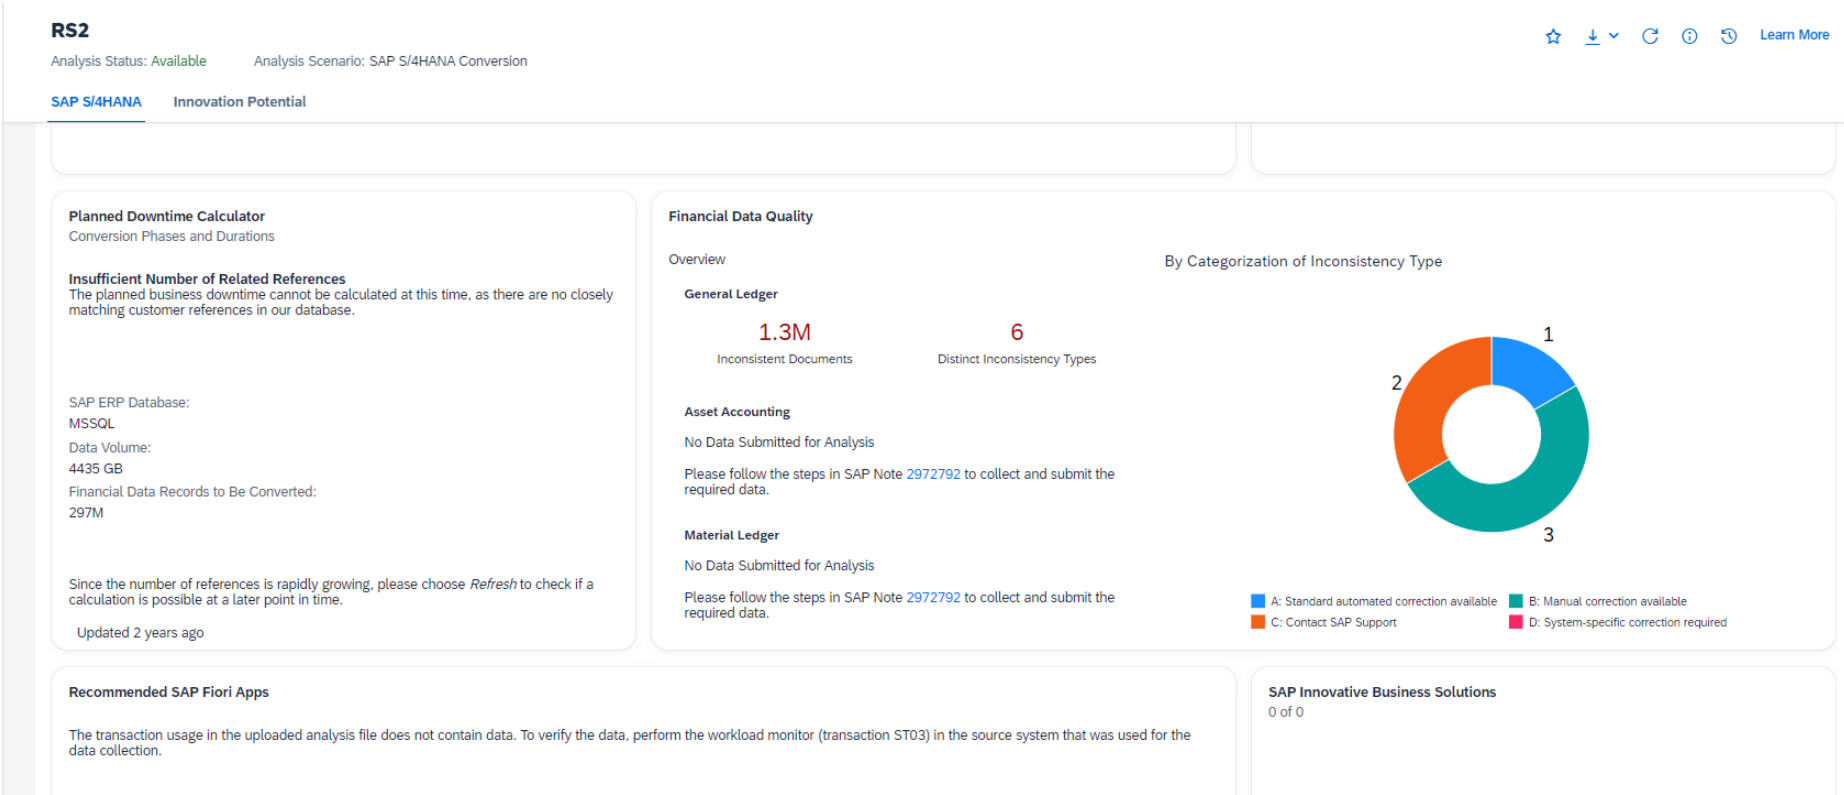 RS2
Analysis Status: Available
Analysis Scenario: SAP S/4HANA Conversion
Learn More
SAP S/4HANA
Innovation Potential
Planned Downtime Calculator
Conversion Phases and Durations
Insufficient Number of Related References
The planned business downtime cannot be calculated at this time, as there are no closely
matching customer references in our database.
SAP ERP Database:
MSSQL
Data Volume:
4435 GB
Financial Data Records to Be Converted:
297M
Since the number of references is rapidly growing, please choose Refresh to check if a
calculation is possible at a later point in time.
Updated 2 years ago
Financial Data Quality
Overview
General Ledger
1.3M
Inconsistent Documents
6
Distinct Inconsistency Types
Asset Accounting
No Data Submitted for Analysis
Please follow the steps in SAP Note 2972792 to collect and submit the
required data.
Material Ledger
No Data Submitted for Analysis
Please follow the steps in SAP Note 2972792 to collect and submit the
required data.
By Categorization of Inconsistency Type
1
2
3
A: Standard automated correction available
B: Manual correction available
C: Contact SAP Support
D: System-specific correction required
Recommended SAP Fiori Apps
The transaction usage in the uploaded analysis file does not contain data. To verify the data, perform the workload monitor (transaction ST03) in the source system that was used for the
data collection.
SAP Innovative Business Solutions
0 of 0